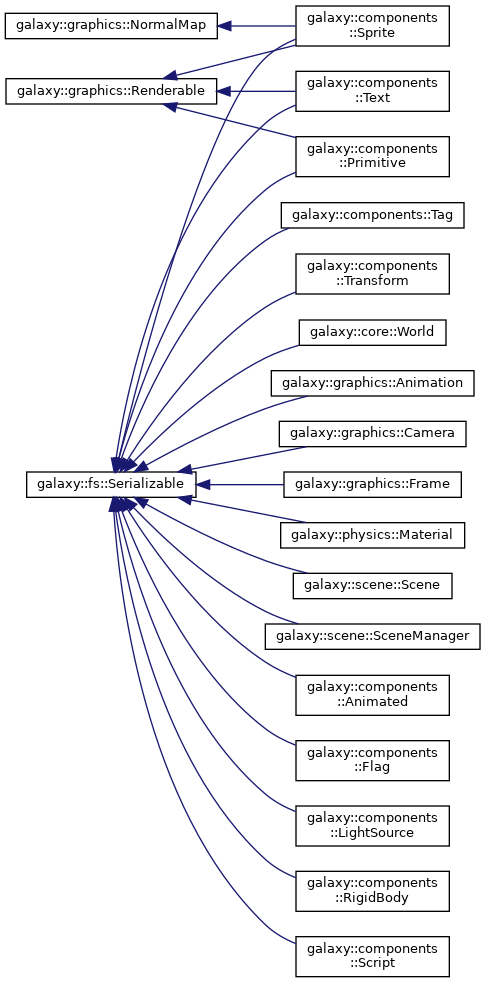 galaxy::graphics::NormalMap
galaxy::components
::Sprite
galaxy::graphics::Renderable
galaxy::components
::Text
galaxy::components
::Primitive
galaxy::components::Tag
galaxy::components
::Transform
galaxy::core::World
galaxy::graphics::Animation
galaxy::graphics::Camera
galaxy::fs::Serializable
galaxy::graphics::Frame
galaxy::physics::Material
galaxy::scene::Scene
galaxy::scene::SceneManager
galaxy::components
::Animated
galaxy::components
::Flag
galaxy::components
::LightSource
galaxy::components
::RigidBody
galaxy::components
::Script